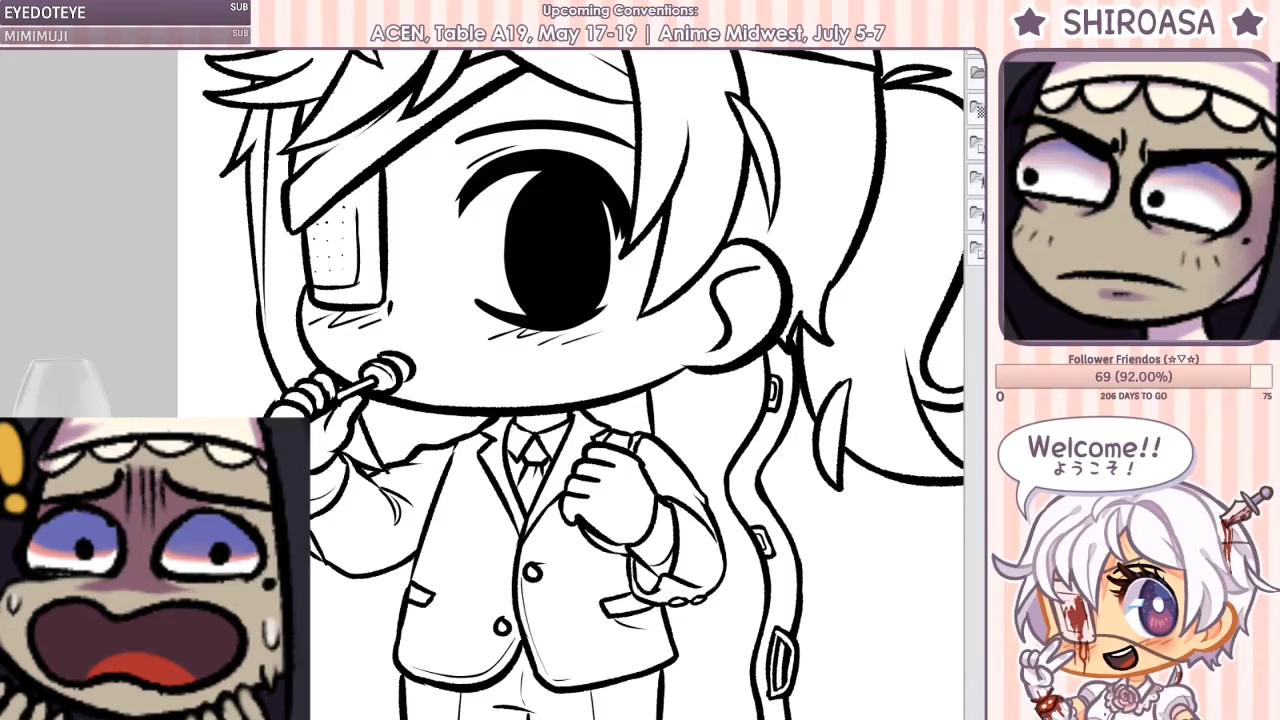 EYEDOTEYE SUB
MIMIMUJI SUB
Upcoming Conventions:
ACEN, Table A19, May 17-19 | Anime Midwest, July 5-7
SHIROASA
Follower Friendos (☆▽☆)
69 (92.00%)
0 206 DAYS TO GO 75
Welcome!!
ようこそ！